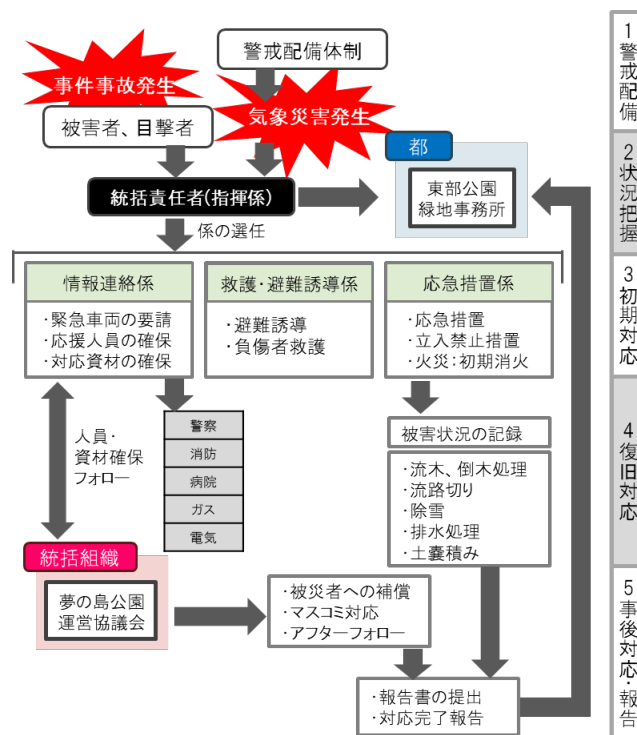 警戒配備体制
事件事故発生
被害者、目撃者
気象災害発生
都
東部公園
緑地事務所
統括責任者(指揮係)
係の選任
情報連絡係
・緊急車両の要請
・応援人員の確保
・対応資材の確保
救護・避難誘導係
・避難誘導
・負傷者救護
応急措置係
・応急措置
・立入禁止措置
・火災:初期消火
人員・
資材確保
フォロー
警察
消防
病院
ガス
電気
被害状況の記録
・流木、倒木処理
・流路切り
・除雪
・排水処理
・土嚢積み
統括組織
夢の島公園
運営協議会
・被災者への補償
・マスコミ対応
・アフターフォロー
・報告書の提出
・対応完了報告
1警戒配備
2状況把握
3初期対応
4復旧対応
5事後対応・報告